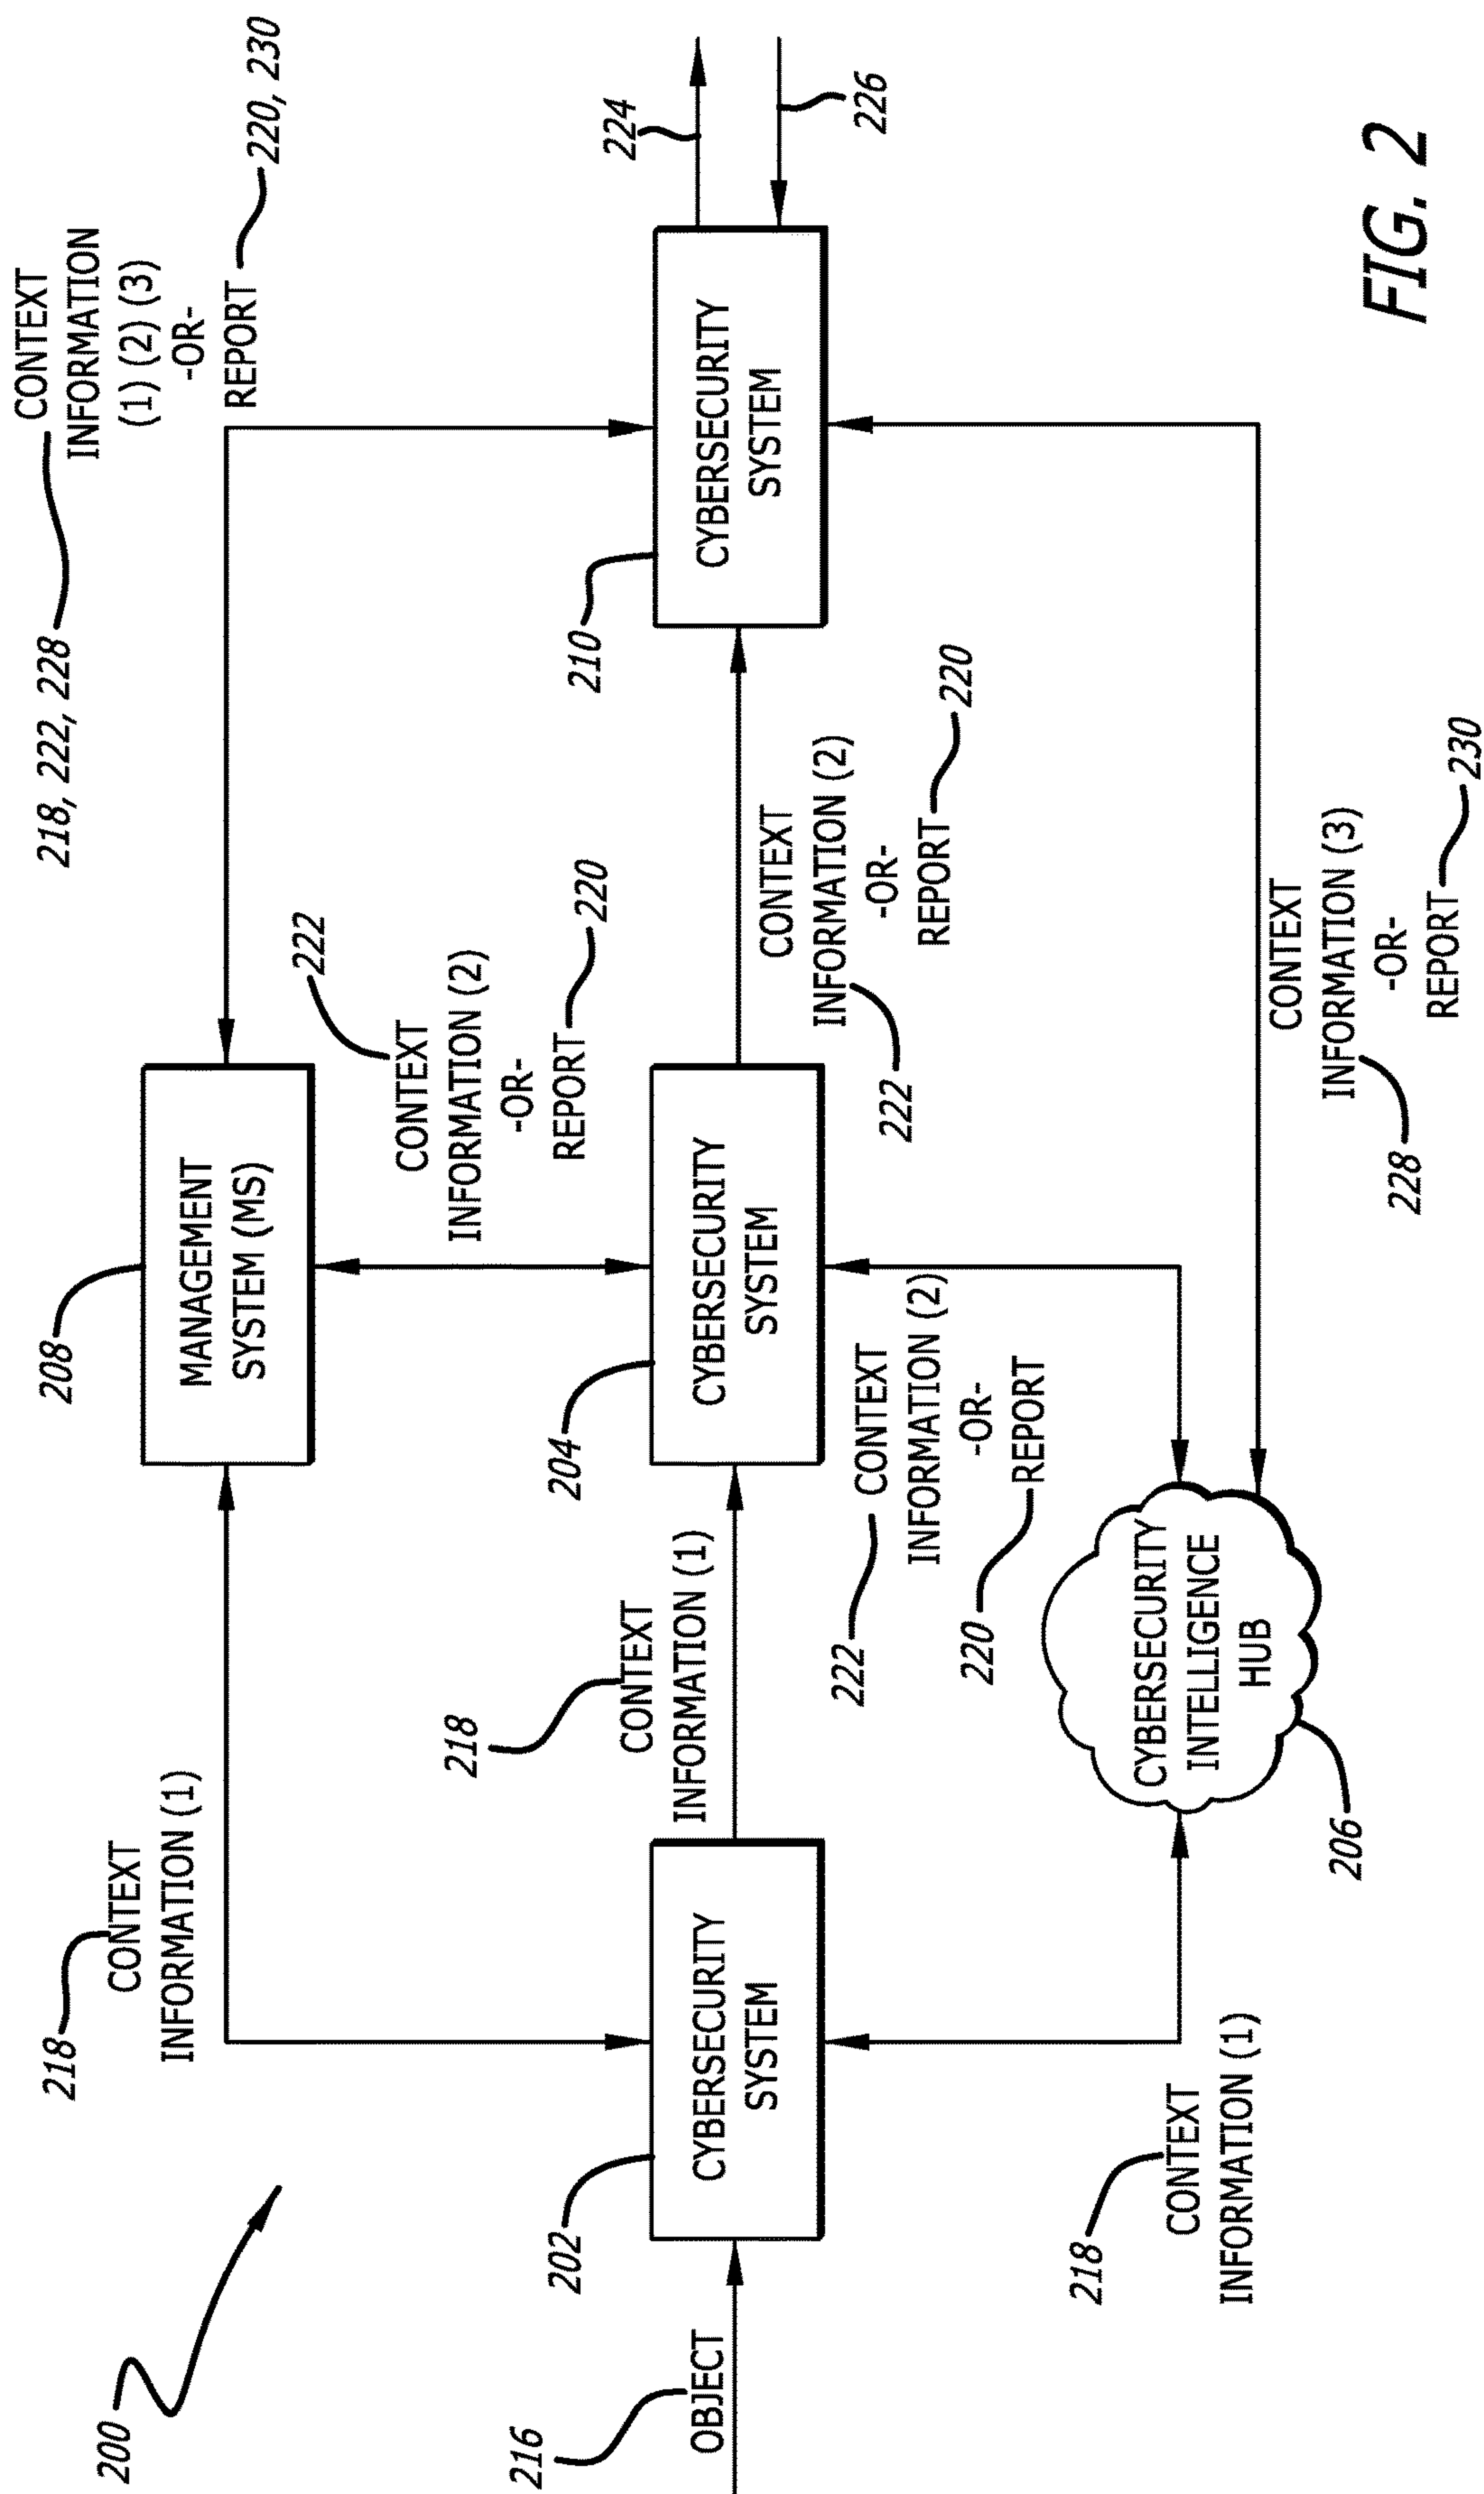 200
216
OBJECT
202
CYBERSECURITY
SYSTEM
218
CONTEXT
INFORMATION (1)
218
CONTEXT
INFORMATION (1)
218
CONTEXT
INFORMATION (1)
208
MANAGEMENT
SYSTEM (MS)
204
CYBERSECURITY
SYSTEM
222
CONTEXT
INFORMATION (2)
-OR-
REPORT
220
222
CONTEXT
INFORMATION (2)
-OR-
REPORT
220
206
CYBERSECURITY
INTELLIGENCE
HUB
CONTEXT
INFORMATION (2)
-OR-
REPORT
220
222
218, 222, 228
CONTEXT
INFORMATION
(1) (2) (3)
-OR-
REPORT
220, 230
210
CYBERSECURITY
SYSTEM
224
226
CONTEXT
INFORMATION (3)
-OR-
REPORT
230
228
FIG. 2